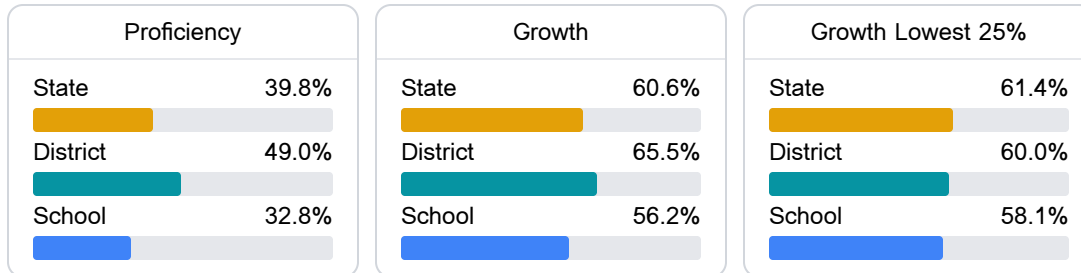 Proficiency
State 39.8%
District 49.0%
School 32.8%
Growth
State 60.6%
District 65.5%
School 56.2%
Growth Lowest 25%
State 61.4%
District 60.0%
School 58.1%